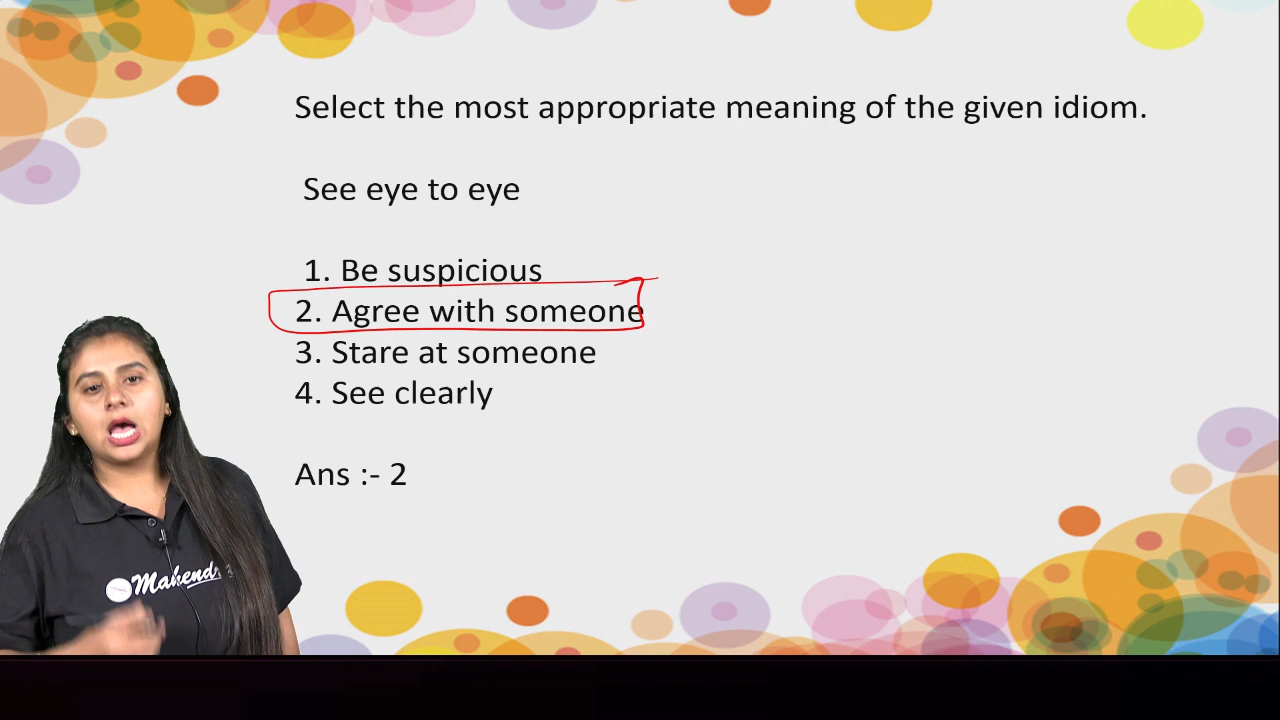 Select the most appropriate meaning of the given idiom.
See eye to eye
1. Be suspicious
2. Agree with someone
3. Stare at someone
4. See clearly
Ans :- 2